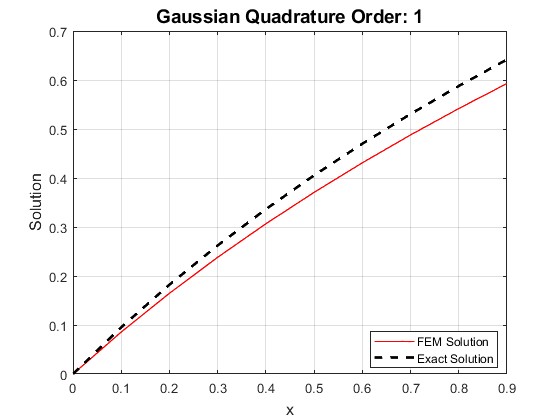 Gaussian Quadrature Order: 1
0.7
0.6
0.5
0.4
0.3
0.2
0.1
0
Solution
FEM Solution
Exact Solution
0 0.1 0.2 0.3 0.4 0.5 0.6 0.7 0.8 0.9
x